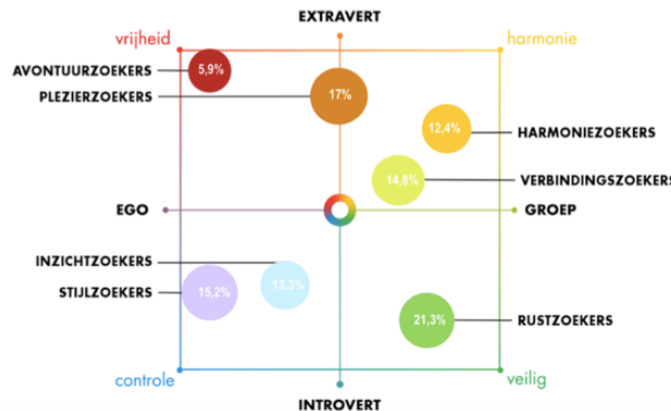 EXTRAVERT
vrijheid
harmonie
AVONTUURZOEKERS
5,9%
PLEZIERZOEKERS
17%
12,4%
HARMONIEZOEKERS
14,8%
VERBINDINGSZOEKERS
EGO
GROEP
INZICHTZOEKERS
13,3%
STIJLZOEKERS
15,2%
21,3%
RUSTZOEKERS
controle
veilig
INTROVERT